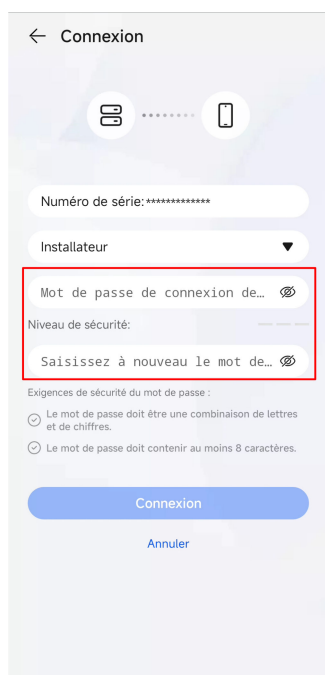 Connexion
Numéro de série:*************
Installateur
Mot de passe de connexion de…
Niveau de sécurité:
Saisissez à nouveau le mot de…
Exigences de sécurité du mot de passe :
Le mot de passe doit être une combinaison de lettres
et de chiffres.
Le mot de passe doit contenir au moins 8 caractères.
Connexion
Annuler